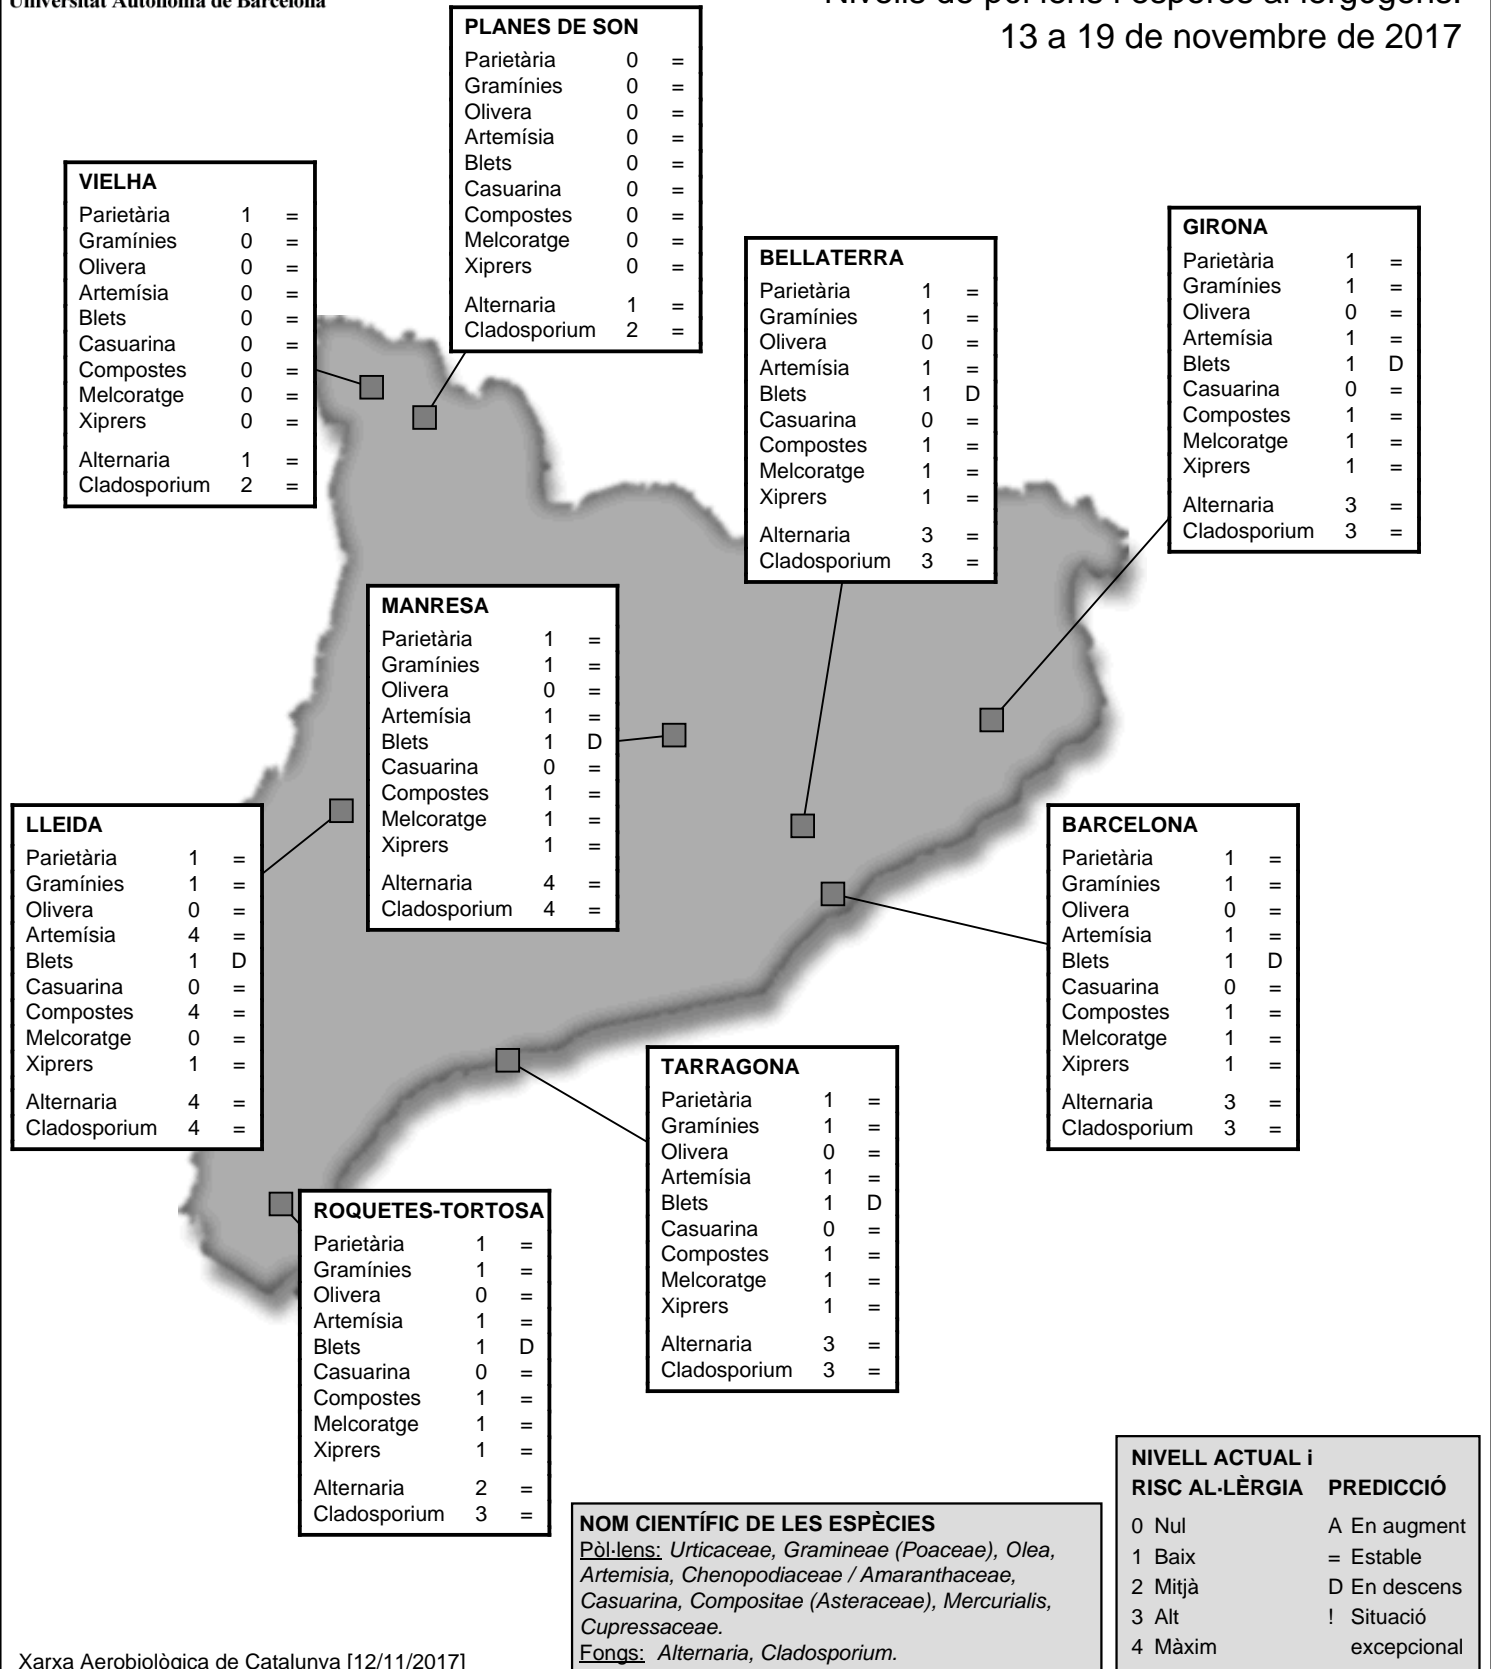 Universitat Autònoma de Barcelona
Nivells de pol·lens i espores al·lergògens.
13 a 19 de novembre de 2017
PLANES DE SON
Parietària 0 =
Gramínies 0 =
Olivera 0 =
Artemísia 0 =
Blets 0 =
Casuarina 0 =
Compostes 0 =
Melcoratge 0 =
Xiprers 0 =
Alternaria 1 =
Cladosporium 2 =
VIELHA
Parietària 1 =
Gramínies 0 =
Olivera 0 =
Artemísia 0 =
Blets 0 =
Casuarina 0 =
Compostes 0 =
Melcoratge 0 =
Xiprers 0 =
Alternaria 1 =
Cladosporium 2 =
BELLATERRA
Parietària 1 =
Gramínies 1 =
Olivera 0 =
Artemísia 1 =
Blets 1 D
Casuarina 0 =
Compostes 1 =
Melcoratge 1 =
Xiprers 1 =
Alternaria 3 =
Cladosporium 3 =
GIRONA
Parietària 1 =
Gramínies 1 =
Olivera 0 =
Artemísia 1 =
Blets 1 D
Casuarina 0 =
Compostes 1 =
Melcoratge 1 =
Xiprers 1 =
Alternaria 3 =
Cladosporium 3 =
MANRESA
Parietària 1 =
Gramínies 1 =
Olivera 0 =
Artemísia 1 =
Blets 1 D
Casuarina 0 =
Compostes 1 =
Melcoratge 1 =
Xiprers 1 =
Alternaria 4 =
Cladosporium 4 =
LLEIDA
Parietària 1 =
Gramínies 1 =
Olivera 0 =
Artemísia 4 =
Blets 1 D
Casuarina 0 =
Compostes 4 =
Melcoratge 0 =
Xiprers 1 =
Alternaria 4 =
Cladosporium 4 =
BARCELONA
Parietària 1 =
Gramínies 1 =
Olivera 0 =
Artemísia 1 =
Blets 1 D
Casuarina 0 =
Compostes 1 =
Melcoratge 1 =
Xiprers 1 =
Alternaria 3 =
Cladosporium 3 =
TARRAGONA
Parietària 1 =
Gramínies 1 =
Olivera 0 =
Artemísia 1 =
Blets 1 D
Casuarina 0 =
Compostes 1 =
Melcoratge 1 =
Xiprers 1 =
Alternaria 3 =
Cladosporium 3 =
ROQUETES-TORTOSA
Parietària 1 =
Gramínies 1 =
Olivera 0 =
Artemísia 1 =
Blets 1 D
Casuarina 0 =
Compostes 1 =
Melcoratge 1 =
Xiprers 1 =
Alternaria 2 =
Cladosporium 3 =
NOM CIENTÍFIC DE LES ESPÈCIES
Pòl·lens: Urticaceae, Gramineae (Poaceae), Olea,
Artemisia, Chenopodiaceae / Amaranthaceae,
Casuarina, Compositae (Asteraceae), Mercurialis,
Cupressaceae.
Fongs: Alternaria, Cladosporium.
NIVELL ACTUAL i
RISC AL·LÈRGIA PREDICCIÓ
0 Nul A En augment
1 Baix = Estable
2 Mitjà D En descens
3 Alt ! Situació
4 Màxim excepcional
Xarxa Aerobiològica de Catalunya [12/11/2017]